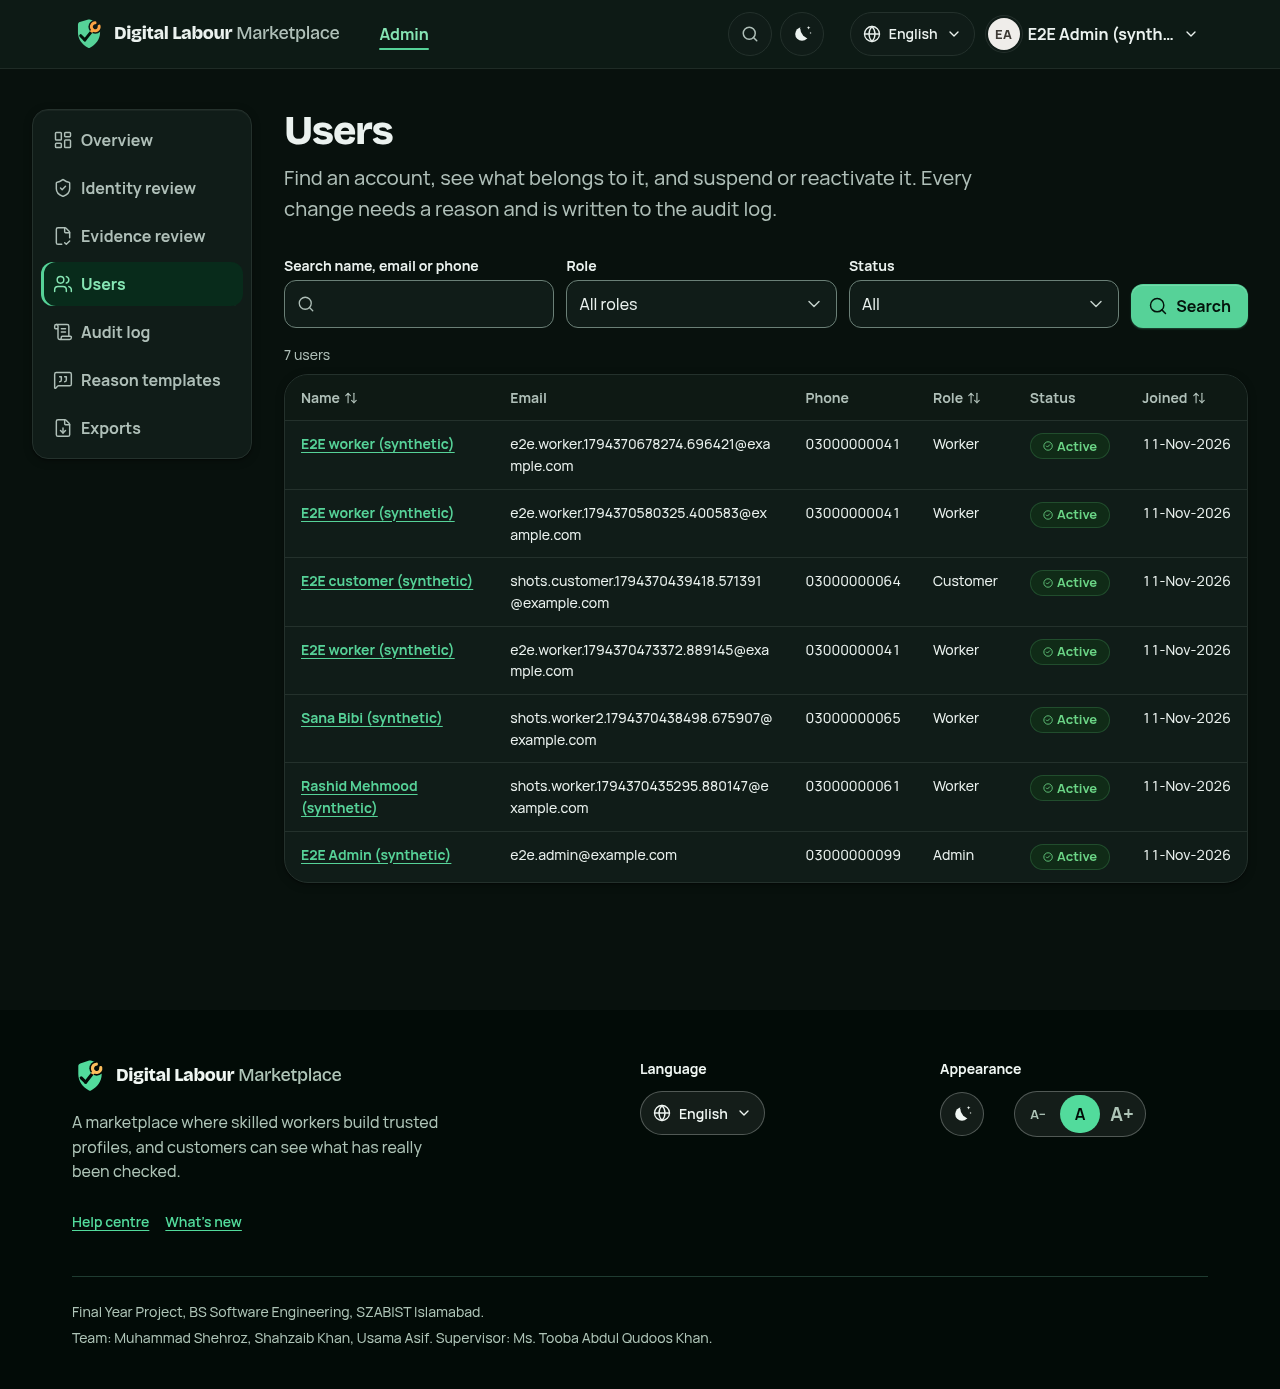 Digital Labour Marketplace
Admin
English
EA
E2E Admin (synth...
Overview
Identity review
Evidence review
Users
Audit log
Reason templates
Exports
Users
Find an account, see what belongs to it, and suspend or reactivate it. Every
change needs a reason and is written to the audit log.
Search name, email or phone
Role
Status
All roles
All
Search
7 users
Name Email Phone Role Status Joined
E2E worker (synthetic) e2e.worker.1794370678274.696421@exa 03000000041 Worker Active 11-Nov-2026
mple.com
E2E worker (synthetic) e2e.worker.1794370580325.400583@ex 03000000041 Worker Active 11-Nov-2026
ample.com
E2E customer (synthetic) shots.customer.1794370439418.571391 03000000064 Customer Active 11-Nov-2026
@example.com
E2E worker (synthetic) e2e.worker.1794370473372.889145@exa 03000000041 Worker Active 11-Nov-2026
mple.com
Sana Bibi (synthetic) shots.worker2.1794370438498.675907@ 03000000065 Worker Active 11-Nov-2026
example.com
Rashid Mehmood shots.worker.1794370435295.880147@e 03000000061 Worker Active 11-Nov-2026
(synthetic) xample.com
E2E Admin (synthetic) e2e.admin@example.com 03000000099 Admin Active 11-Nov-2026
Digital Labour Marketplace
A marketplace where skilled workers build trusted
profiles, and customers can see what has really
been checked.
Help centre What's new
Language
English
Appearance
A− A A+
Final Year Project, BS Software Engineering, SZABIST Islamabad.
Team: Muhammad Shehroz, Shahzaib Khan, Usama Asif. Supervisor: Ms. Tooba Abdul Qudoos Khan.